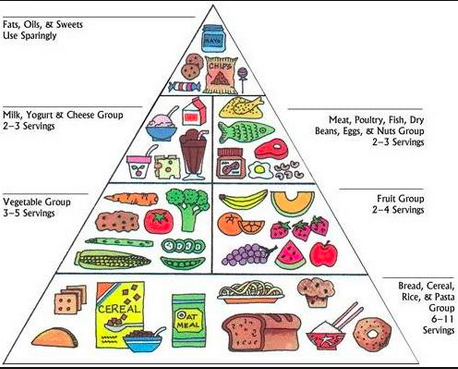 Fats, Oils, & Sweets
Use Sparingly
MAYO
CHIPS
Milk, Yogurt & Cheese Group
2–3 Servings
Meat, Poultry, Fish, Dry
Beans, Eggs, & Nuts Group
2–3 Servings
Vegetable Group
3–5 Servings
Fruit Group
2–4 Servings
Bread, Cereal,
Rice, & Pasta
Group
6–11
Servings
CEREAL
OAT
MEAL